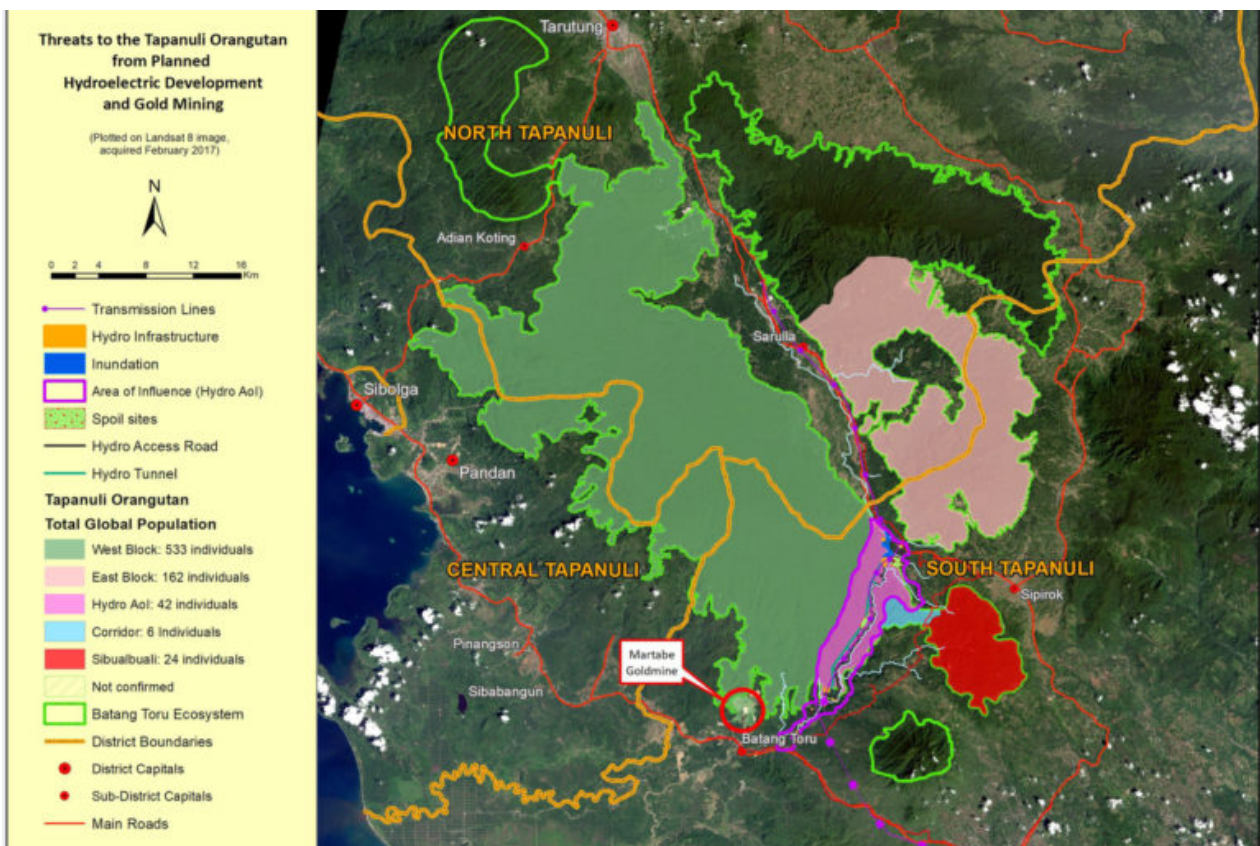 Threats to the Tapanuli Orangutan
from Planned
Hydroelectric Development
and Gold Mining
(Plotted on Landsat 8 image,
acquired February 2017)
N
0 2 4 8 12 16
Km
Transmission Lines
Hydro Infrastructure
Inundation
Area of Influence (Hydro AoI)
Spoil sites
Hydro Access Road
Hydro Tunnel
Tapanuli Orangutan
Total Global Population
West Block: 533 individuals
East Block: 162 individuals
Hydro AoI: 42 individuals
Corridor: 6 Individuals
Sibualbuali: 24 individuals
Not confirmed
Batang Toru Ecosystem
District Boundaries
District Capitals
Sub-District Capitals
Main Roads
Tarutung
NORTH TAPANULI
Adian Koting
Sarulla
Sibolga
Pandan
CENTRAL TAPANULI
SOUTH TAPANULI
Sipirok
Pinangsori
Martabe
Goldmine
Sibabangun
Batang Toru